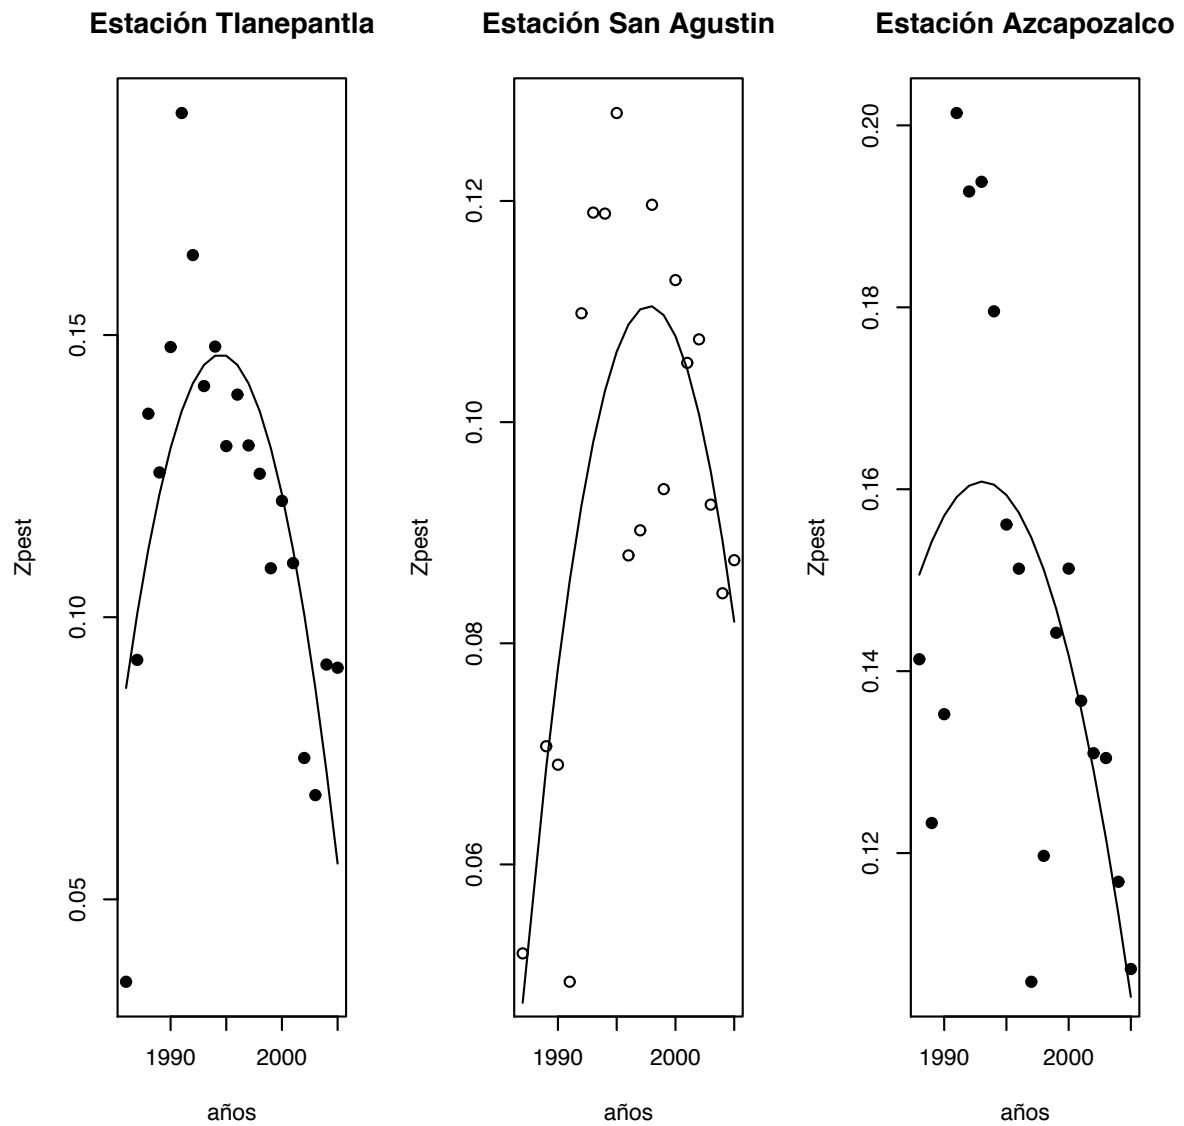 Estación Tlanepantla
Zpest
0.15
0.10
0.05
1990 2000
años
Estación San Agustin
Zpest
0.12
0.10
0.08
0.06
1990 2000
años
Estación Azcapozalco
Zpest
0.20
0.18
0.16
0.14
0.12
1990 2000
años